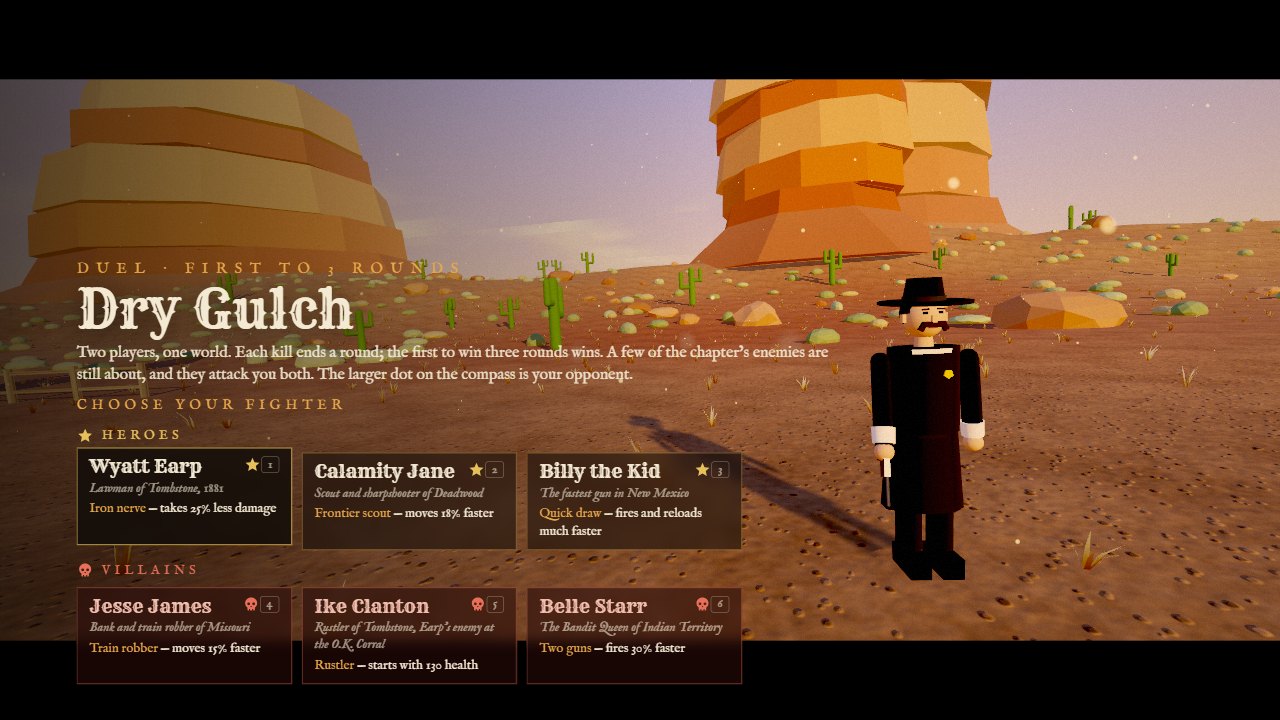 DUEL · FIRST TO 3 ROUNDS
Dry Gulch
Two players, one world. Each kill ends a round; the first to win three rounds wins. A few of the chapter's enemies are
still about, and they attack you both. The larger dot on the compass is your opponent.
CHOOSE YOUR FIGHTER
HEROES
Wyatt Earp 1
Lawman of Tombstone, 1881
Iron nerve — takes 25% less damage
Calamity Jane 2
Scout and sharpshooter of Deadwood
Frontier scout — moves 18% faster
Billy the Kid 3
The fastest gun in New Mexico
Quick draw — fires and reloads
much faster
VILLAINS
Jesse James 4
Bank and train robber of Missouri
Train robber — moves 15% faster
Ike Clanton 5
Rustler of Tombstone, Earp's enemy at
the O.K. Corral
Rustler — starts with 130 health
Belle Starr 6
The Bandit Queen of Indian Territory
Two guns — fires 30% faster